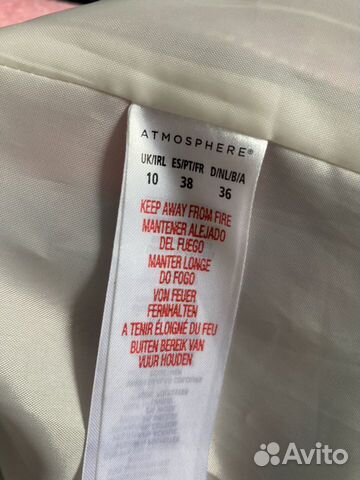 ATMOSPHERE®
UK/IRL ES/PT/FR D/NL/B/A
10 38 36
KEEP AWAY FROM FIRE
MANTENER ALEJADO
DEL FUEGO
MANTER LONGE
DO FOGO
VON FEUER
FERNHALTEN
A TENIR ÉLOIGNÉ DU FEU
BUITEN BEREIK VAN
VUUR HOUDEN
Avito